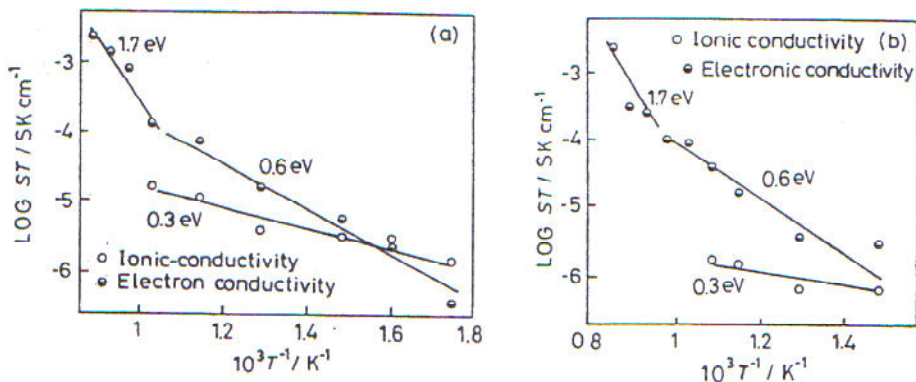 (a)
1.7 eV
0.6 eV
0.3 eV
Ionic-conductivity
Electron conductivity
LOG ST / SK cm⁻¹
-3
-4
-5
-6
1 1.2 1.4 1.6 1.8
10³T⁻¹/ K⁻¹
Ionic conductivity (b)
Electronic conductivity
1.7 eV
0.6 eV
0.3 eV
LOG ST / SK cm⁻¹
-3
-4
-5
-6
0.8 1 1.2 1.4
10³T⁻¹/ K⁻¹